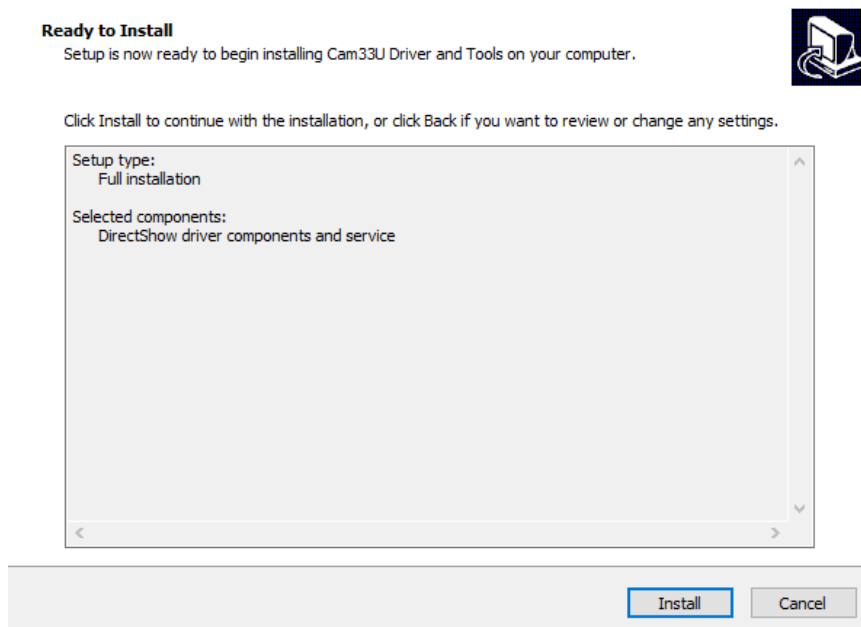 Ready to Install
Setup is now ready to begin installing Cam33U Driver and Tools on your computer.
Click Install to continue with the installation, or click Back if you want to review or change any settings.
Setup type:
Full installation
Selected components:
DirectShow driver components and service
Install
Cancel